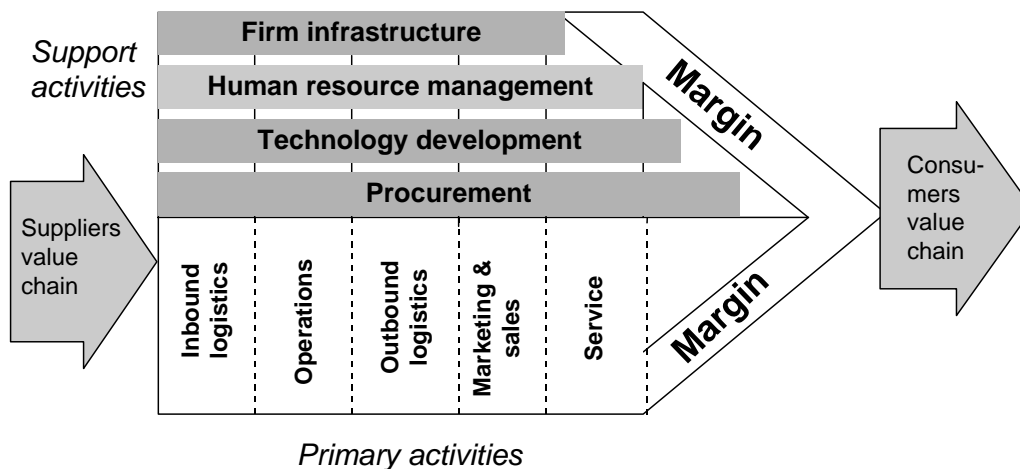 Support
activities
Firm infrastructure
Human resource management
Technology development
Procurement
Margin
Suppliers
value
chain
Inbound
logistics
Operations
Outbound
logistics
Marketing &
sales
Service
Margin
Consu-
mers
value
chain
Primary activities